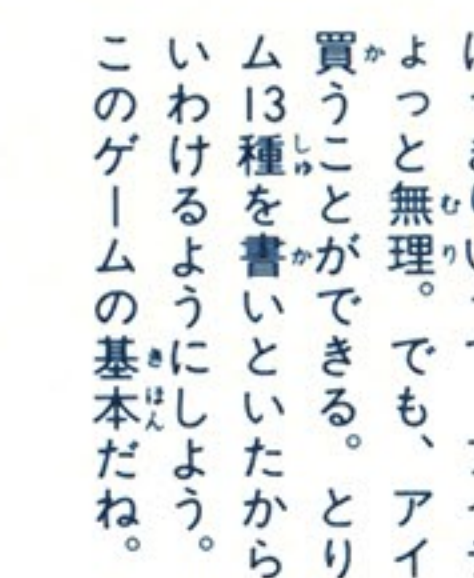 ょっと無理。でも、アイ
買うことができる。とり
ム13種を書いといたから
いわけるようにしよう。
このゲームの基本だね。